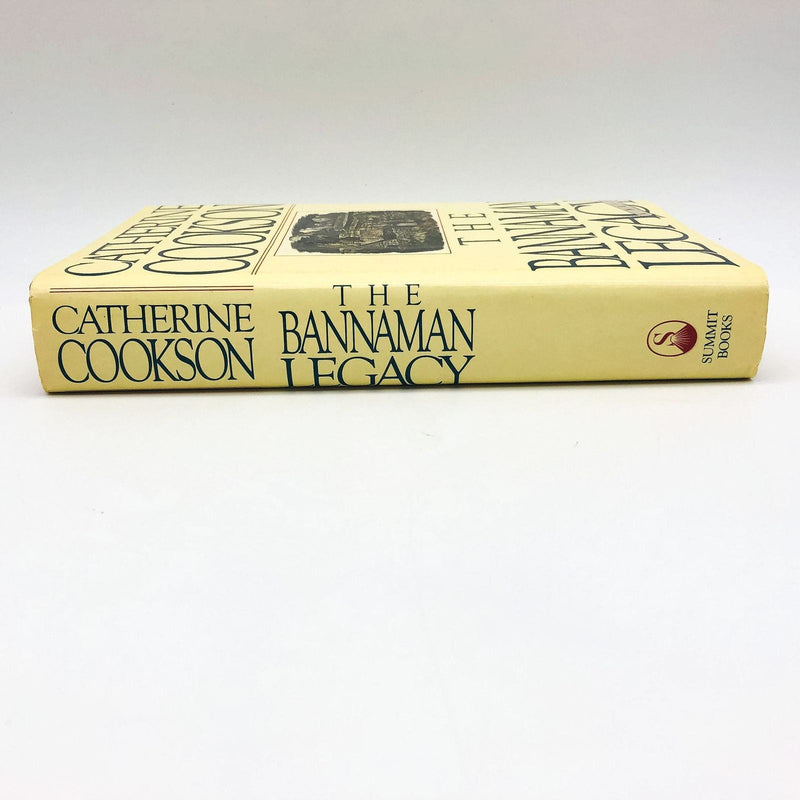 CATHERINE
COOKSON
THE
BANNAMAN
LEGACY
CATHERINE
COOKSON
THE
BANNAMAN
LEGACY
S
SUMMIT
BOOKS